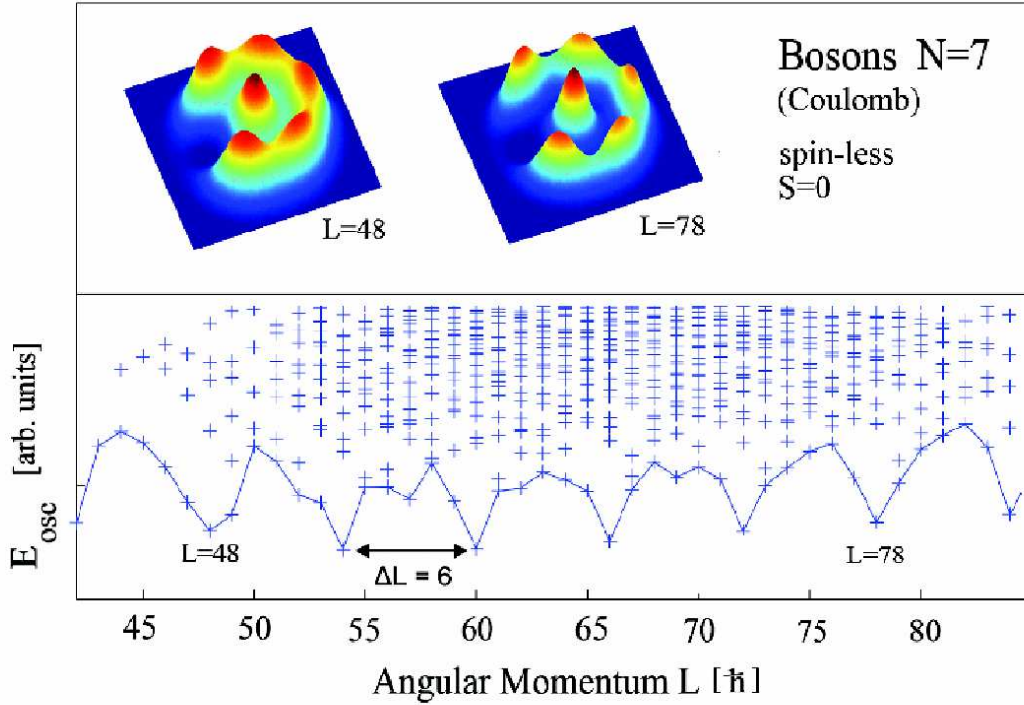 Bosons N=7
(Coulomb)
spin-less
S=0
L=48
L=78
E_osc [arb. units]
L=48
L=78
ΔL = 6
45 50 55 60 65 70 75 80
Angular Momentum L [ħ]